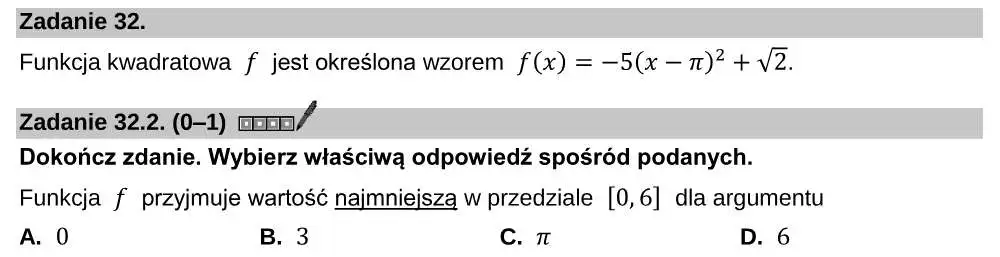 Zadanie 32.
Funkcja kwadratowa f jest określona wzorem f(x) = −5(x − π)² + √2.
Zadanie 32.2. (0–1)
Dokończ zdanie. Wybierz właściwą odpowiedź spośród podanych.
Funkcja f przyjmuje wartość najmniejszą w przedziale [0, 6] dla argumentu
A. 0 B. 3 C. π D. 6